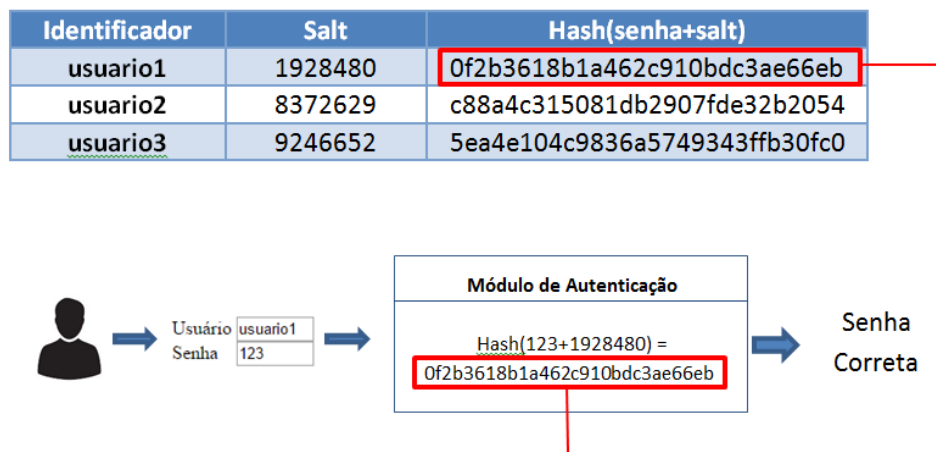 Identificador Salt Hash(senha+salt)
usuario1 1928480 0f2b3618b1a462c910bdc3ae66eb
usuario2 8372629 c88a4c315081db2907fde32b2054
usuario3 9246652 5ea4e104c9836a5749343ffb30fc0
Módulo de Autenticação
Usuário usuario1
Senha 123
Hash(123+1928480) =
0f2b3618b1a462c910bdc3ae66eb
Senha
Correta